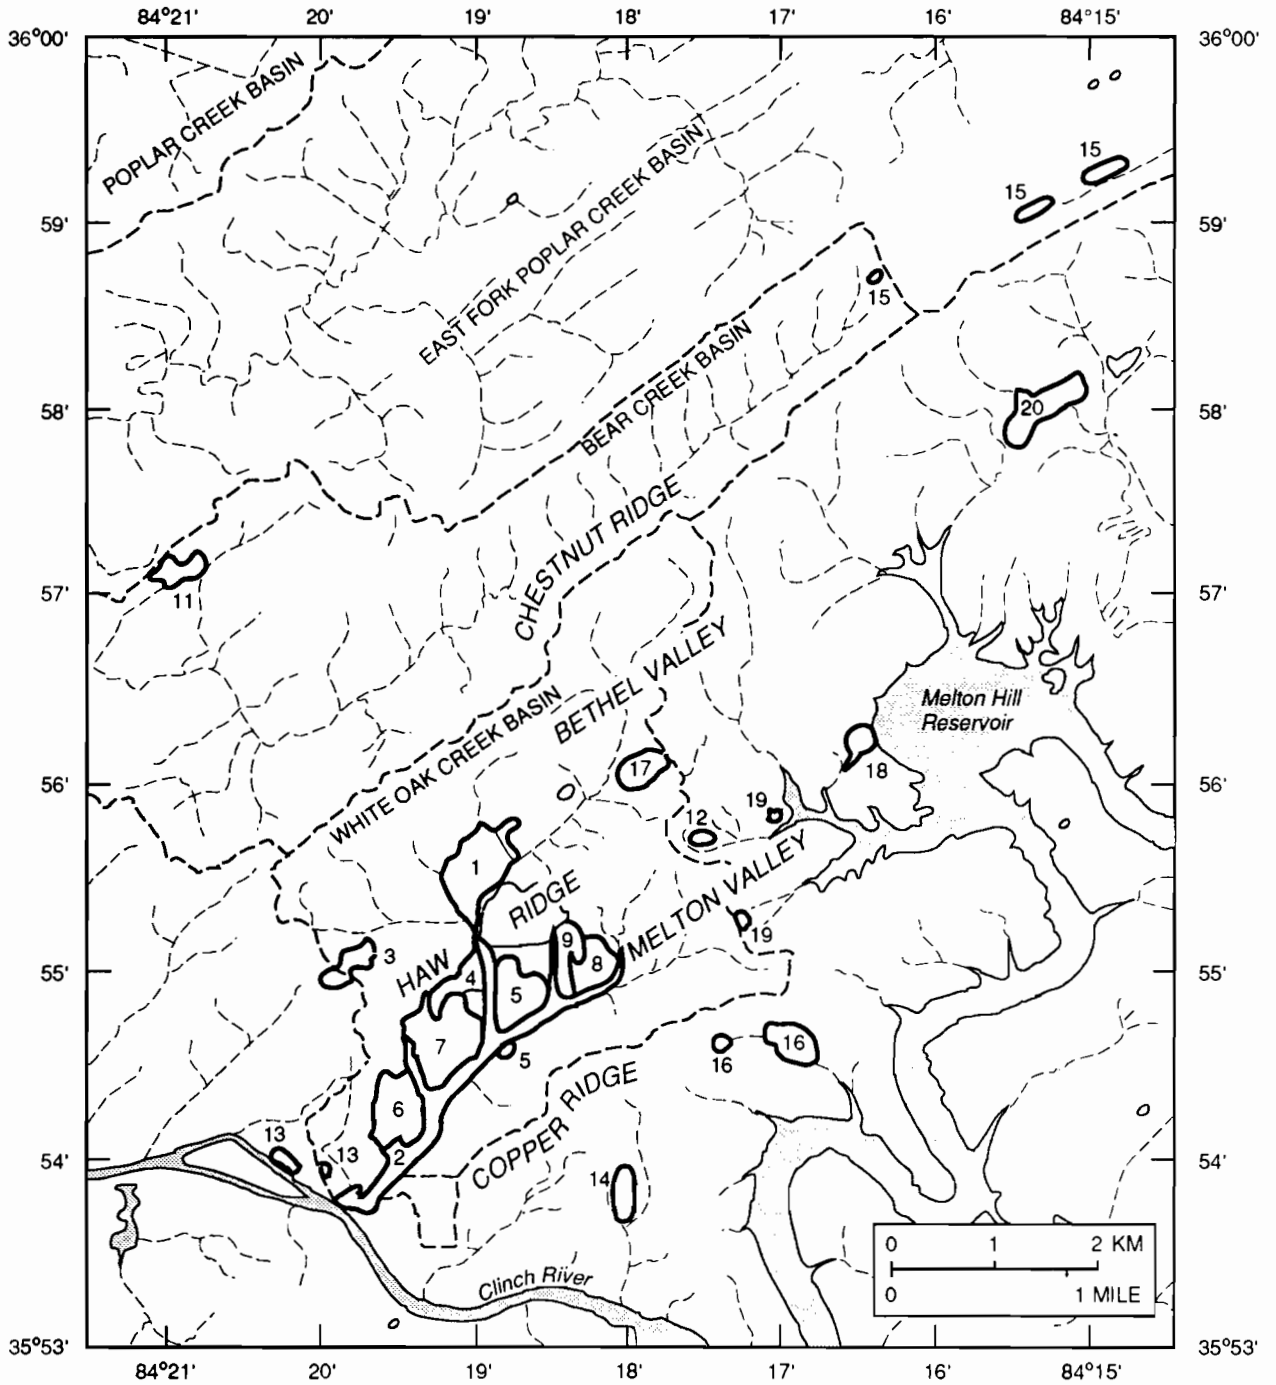 84°21' 20' 19' 18' 17' 16' 84°15'
36°00' 36°00'
POPLAR CREEK BASIN
EAST FORK POPLAR CREEK BASIN
15
15
59' 59'
15
BEAR CREEK BASIN
58' 58'
20
CHESTNUT RIDGE
57' 57'
11
BETHEL VALLEY
WHITE OAK CREEK BASIN
Melton Hill
Reservoir
17
18
56' 56'
19
12
1
MELTON VALLEY
RIDGE
19
9
3
HAW
8
4
55' 55'
5
7
16
16
5
COPPER RIDGE
6
13
13
2
54' 54'
14
0 1 2 KM
0 1 MILE
Clinch River
35°53' 35°53'
84°21' 20' 19' 18' 17' 16' 84°15'